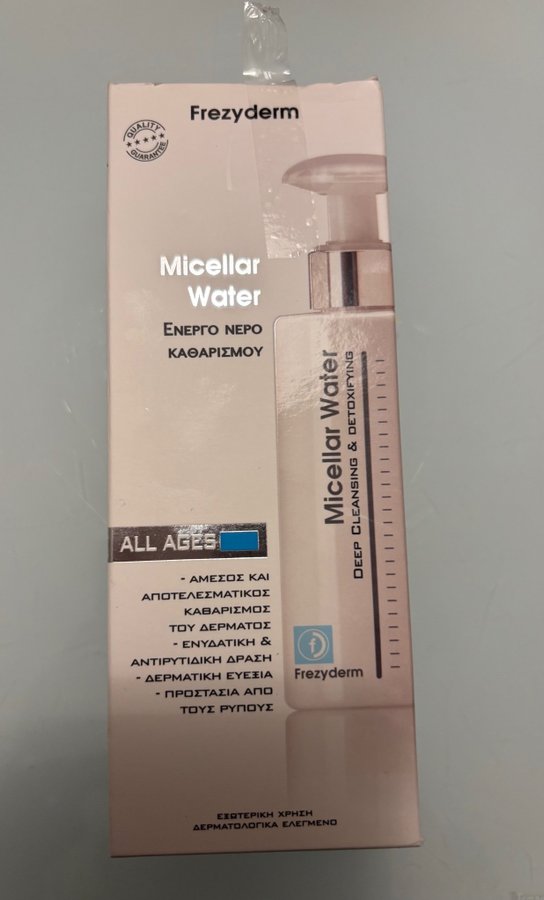 Frezyderm
QUALITY
GUARANTEE
Micellar
Water
ΕΝΕΡΓΟ ΝΕΡΟ
ΚΑΘΑΡΙΣΜΟΥ
Micellar Water
DEEP CLEANSING & DETOXIFYING
ALL AGES
- ΑΜΕΣΟΣ ΚΑΙ
ΑΠΟΤΕΛΕΣΜΑΤΙΚΟΣ
ΚΑΘΑΡΙΣΜΟΣ
ΤΟΥ ΔΕΡΜΑΤΟΣ
- ΕΝΥΔΑΤΙΚΗ &
ΑΝΤΙΡΥΤΙΔΙΚΗ ΔΡΑΣΗ
- ΔΕΡΜΑΤΙΚΗ ΕΥΕΞΙΑ
- ΠΡΟΣΤΑΣΙΑ ΑΠΟ
ΤΟΥΣ ΡΥΠΟΥΣ
f
Frezyderm
ΕΞΩΤΕΡΙΚΗ ΧΡΗΣΗ
ΔΕΡΜΑΤΟΛΟΓΙΚΑ ΕΛΕΓΜΕΝΟ